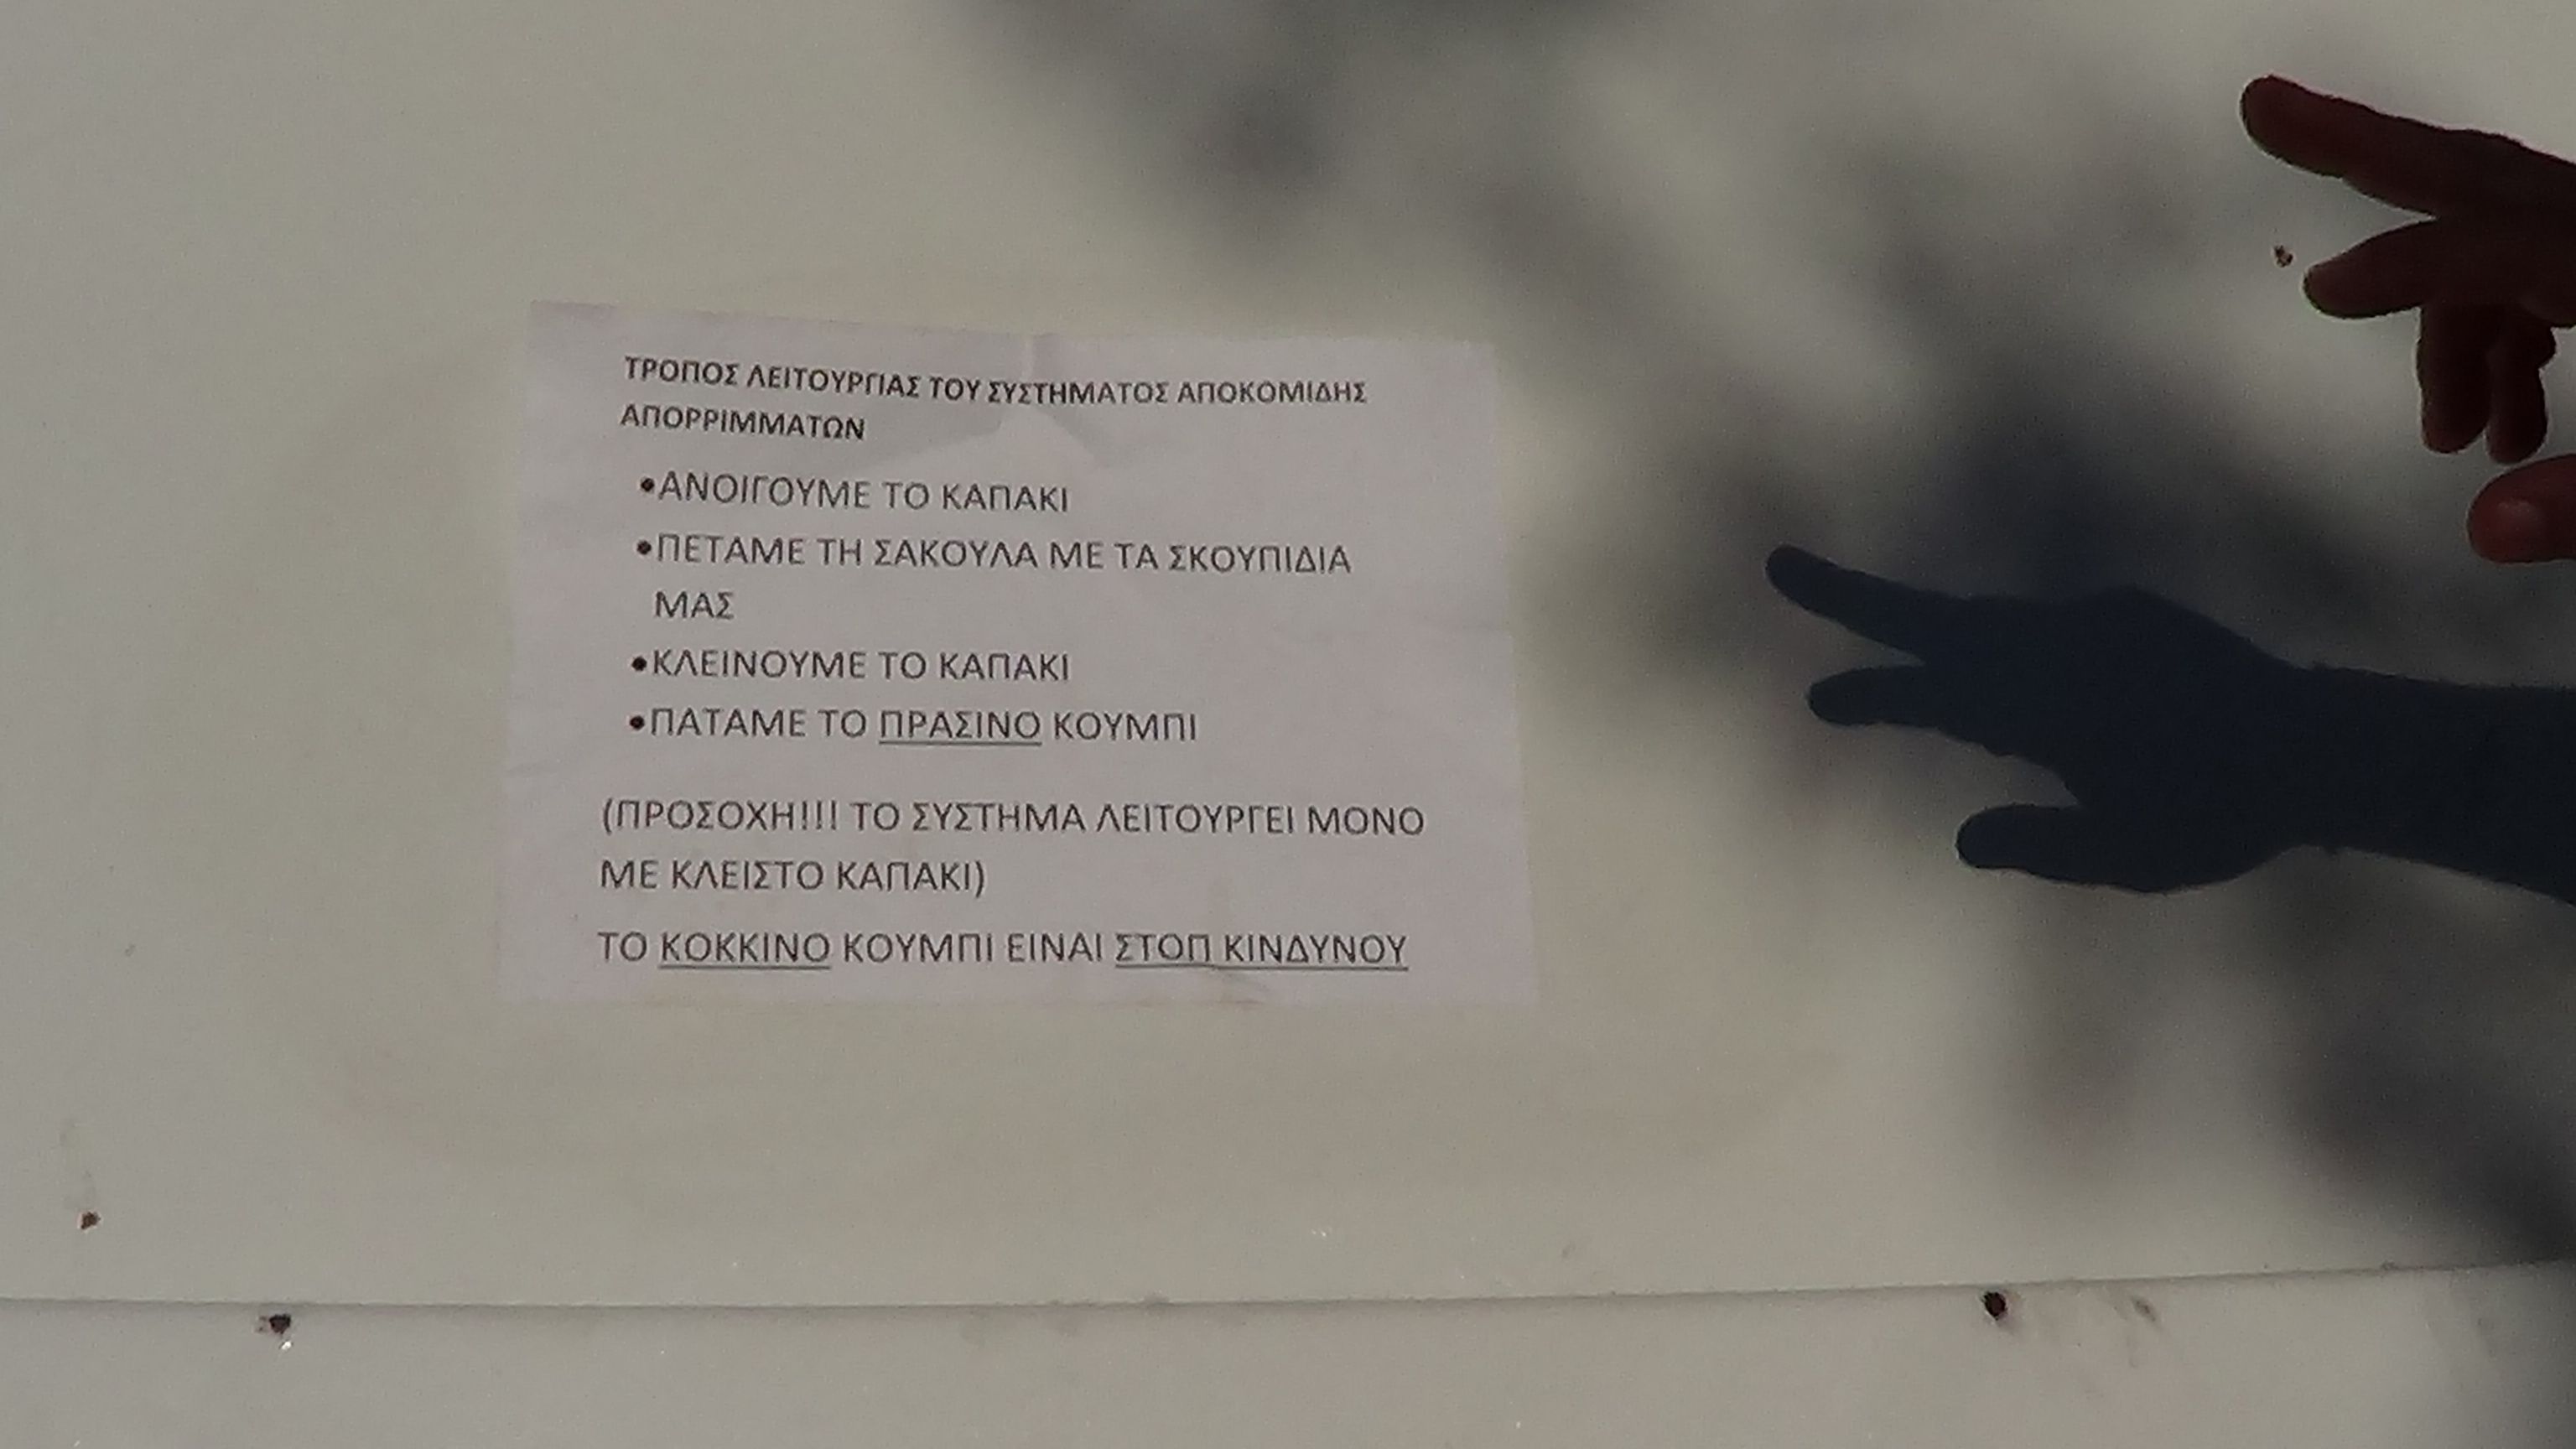 ΤΡΟΠΟΣ ΛΕΙΤΟΥΡΓΙΑΣ ΤΟΥ ΣΥΣΤΗΜΑΤΟΣ ΑΠΟΚΟΜΙΔΗΣ
ΑΠΟΡΡΙΜΜΑΤΩΝ
•ΑΝΟΙΓΟΥΜΕ ΤΟ ΚΑΠΑΚΙ
•ΠΕΤΑΜΕ ΤΗ ΣΑΚΟΥΛΑ ΜΕ ΤΑ ΣΚΟΥΠΙΔΙΑ
ΜΑΣ
•ΚΛΕΙΝΟΥΜΕ ΤΟ ΚΑΠΑΚΙ
•ΠΑΤΑΜΕ ΤΟ ΠΡΑΣΙΝΟ ΚΟΥΜΠΙ
(ΠΡΟΣΟΧΗ!!! ΤΟ ΣΥΣΤΗΜΑ ΛΕΙΤΟΥΡΓΕΙ ΜΟΝΟ
ΜΕ ΚΛΕΙΣΤΟ ΚΑΠΑΚΙ)
ΤΟ ΚΟΚΚΙΝΟ ΚΟΥΜΠΙ ΕΙΝΑΙ ΣΤΟΠ ΚΙΝΔΥΝΟΥ